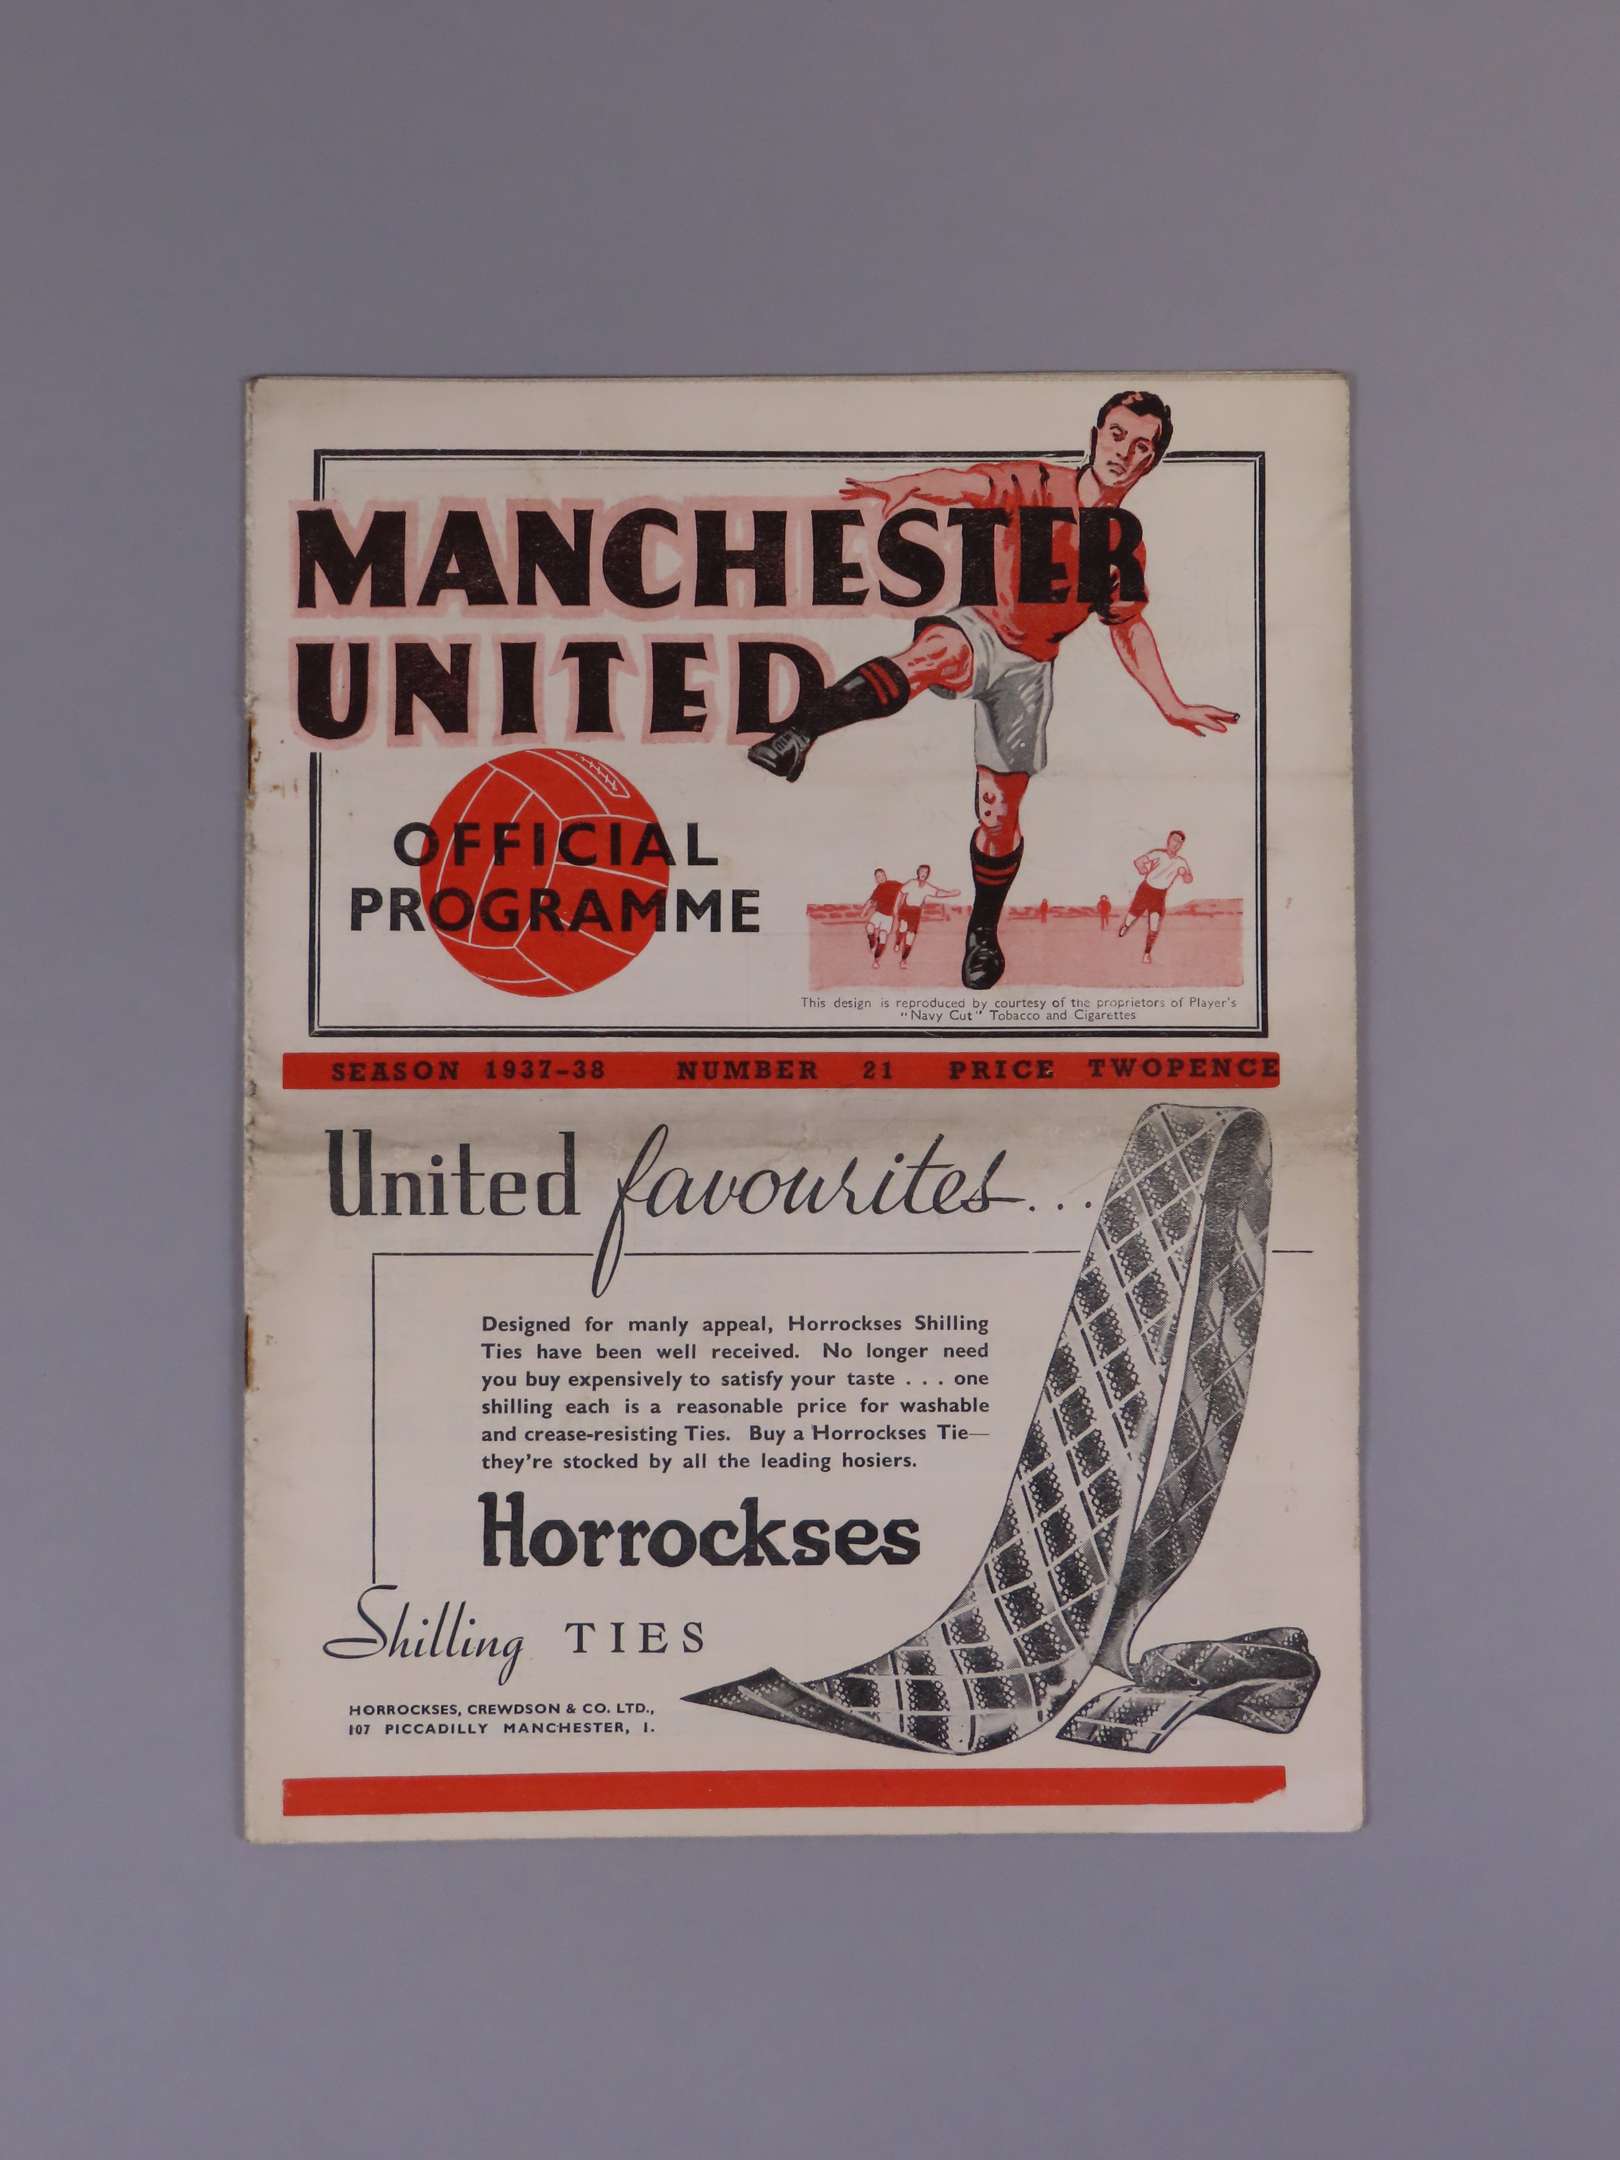 MANCHESTER
UNITED
OFFICIAL
PROGRAMME
This design is reproduced by courtesy of the proprietors of Player's
"Navy Cut" Tobacco and Cigarettes
SEASON 1937-38 NUMBER 21 PRICE TWOPENCE
United favourites...
Designed for manly appeal, Horrockses Shilling
Ties have been well received. No longer need
you buy expensively to satisfy your taste . . . one
shilling each is a reasonable price for washable
and crease-resisting Ties. Buy a Horrockses Tie—
they're stocked by all the leading hosiers.
Horrockses
Shilling TIES
HORROCKSES, CREWDSON & CO. LTD.,
107 PICCADILLY MANCHESTER, 1.